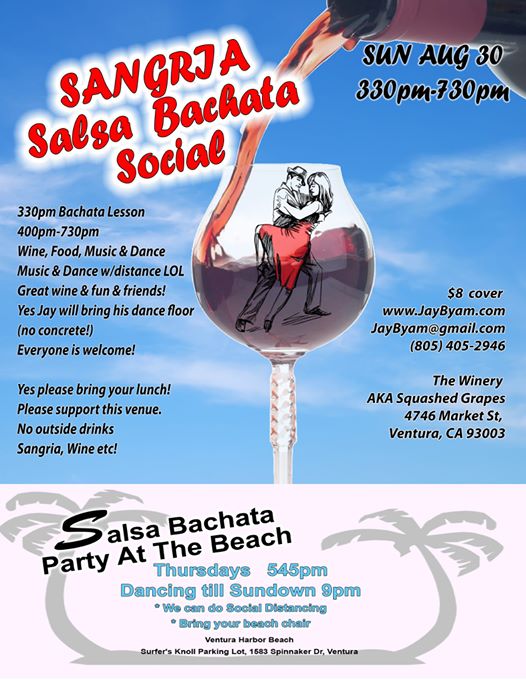 SANGRIA
Salsa Bachata
Social
SUN AUG 30
330pm-730pm
330pm Bachata Lesson
400pm-730pm
Wine, Food, Music & Dance
Music & Dance w/distance LOL
Great wine & fun & friends!
Yes Jay will bring his dance floor
(no concrete!)
Everyone is welcome!
Yes please bring your lunch!
Please support this venue.
No outside drinks
Sangria, Wine etc!
$8 cover
www.JayByam.com
JayByam@gmail.com
(805) 405-2946
The Winery
AKA Squashed Grapes
4746 Market St,
Ventura, CA 93003
Salsa Bachata
Party At The Beach
Thursdays 545pm
Dancing till Sundown 9pm
* We can do Social Distancing
* Bring your beach chair
Ventura Harbor Beach
Surfer's Knoll Parking Lot, 1583 Spinnaker Dr, Ventura